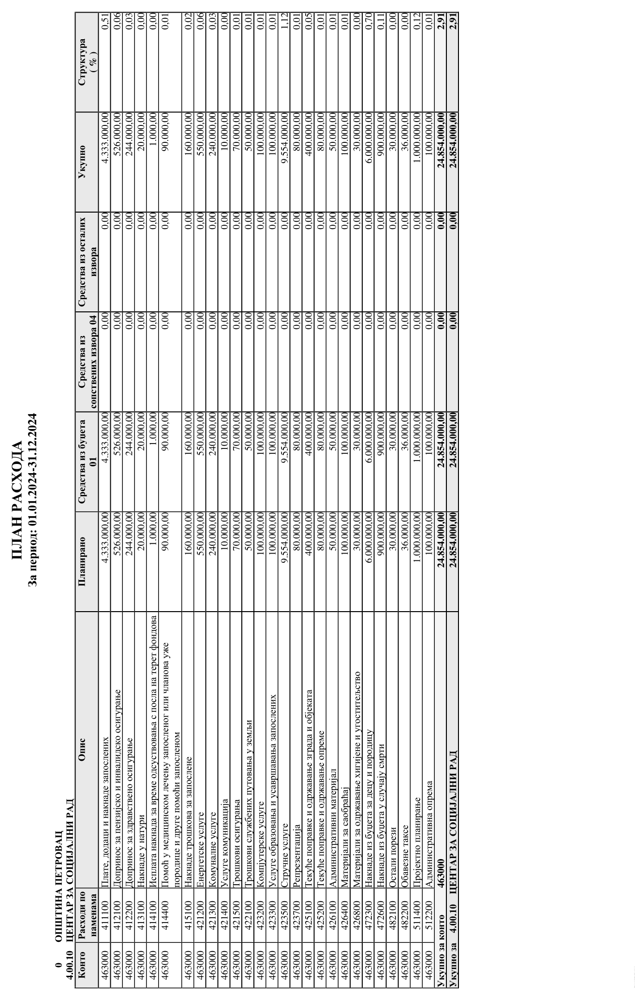 ПЛАН РАСХОДА
За период: 01.01.2024-31.12.2024
0 ОПШТИНА ПЕТРОВАЦ
4.00.10 ЦЕНТАР ЗА СОЦИЈАЛНИ РАД
Конто Расходи по наменама Опис Планирано Средства из буџета 01 Средства из сопствених извора 04 Средства из осталих извора Укупно Структура ( % )
463000 411100 Плате, додаци и накнаде запослених 4.333.000,00 4.333.000,00 0,00 0,00 4.333.000,00 0,51
463000 412100 Допринос за пензијско и инвалидско осигурање 526.000,00 526.000,00 0,00 0,00 526.000,00 0,06
463000 412200 Допринос за здравствено осигурање 244.000,00 244.000,00 0,00 0,00 244.000,00 0,03
463000 413100 Накнаде у натури 20.000,00 20.000,00 0,00 0,00 20.000,00 0,00
463000 414100 Исплата накнада за време одсуствовања с посла на терет фондова 1.000,00 1.000,00 0,00 0,00 1.000,00 0,00
463000 414400 Помоћ у медицинском лечењу запосленог или чланова уже 90.000,00 90.000,00 0,00 0,00 90.000,00 0,01
породице и друге помоћи запосленом
463000 415100 Накнаде трошкова за запослене 160.000,00 160.000,00 0,00 0,00 160.000,00 0,02
463000 421200 Енергетске услуге 550.000,00 550.000,00 0,00 0,00 550.000,00 0,06
463000 421300 Комуналне услуге 240.000,00 240.000,00 0,00 0,00 240.000,00 0,03
463000 421400 Услуге комуникација 10.000,00 10.000,00 0,00 0,00 10.000,00 0,00
463000 421500 Трошкови осигурања 70.000,00 70.000,00 0,00 0,00 70.000,00 0,01
463000 422100 Трошкови службених путовања у земљи 50.000,00 50.000,00 0,00 0,00 50.000,00 0,01
463000 423200 Компјутерске услуге 100.000,00 100.000,00 0,00 0,00 100.000,00 0,01
463000 423300 Услуге образовања и усавршавања запослених 100.000,00 100.000,00 0,00 0,00 100.000,00 0,01
463000 423500 Стручне услуге 9.554.000,00 9.554.000,00 0,00 0,00 9.554.000,00 1,12
463000 423700 Репрезентација 80.000,00 80.000,00 0,00 0,00 80.000,00 0,01
463000 425100 Текуће поправке и одржавање зграда и објеката 400.000,00 400.000,00 0,00 0,00 400.000,00 0,05
463000 425200 Текуће поправке и одржавање опреме 80.000,00 80.000,00 0,00 0,00 80.000,00 0,01
463000 426100 Административни материјал 50.000,00 50.000,00 0,00 0,00 50.000,00 0,01
463000 426400 Материјали за саобраћај 100.000,00 100.000,00 0,00 0,00 100.000,00 0,01
463000 426800 Материјали за одржавање хигијене и угоститељство 30.000,00 30.000,00 0,00 0,00 30.000,00 0,00
463000 472300 Накнаде из буџета за децу и породицу 6.000.000,00 6.000.000,00 0,00 0,00 6.000.000,00 0,70
463000 472600 Накнаде из буџета у случају смрти 900.000,00 900.000,00 0,00 0,00 900.000,00 0,11
463000 482100 Остали порези 30.000,00 30.000,00 0,00 0,00 30.000,00 0,00
463000 482200 Обавезне таксе 36.000,00 36.000,00 0,00 0,00 36.000,00 0,00
463000 511400 Пројектно планирање 1.000.000,00 1.000.000,00 0,00 0,00 1.000.000,00 0,12
463000 512200 Административна опрема 100.000,00 100.000,00 0,00 0,00 100.000,00 0,01
Укупно за конто 463000 24.854.000,00 24.854.000,00 0,00 0,00 24.854.000,00 2,91
Укупно за 4.00.10 ЦЕНТАР ЗА СОЦИЈАЛНИ РАД 24.854.000,00 24.854.000,00 0,00 0,00 24.854.000,00 2,91